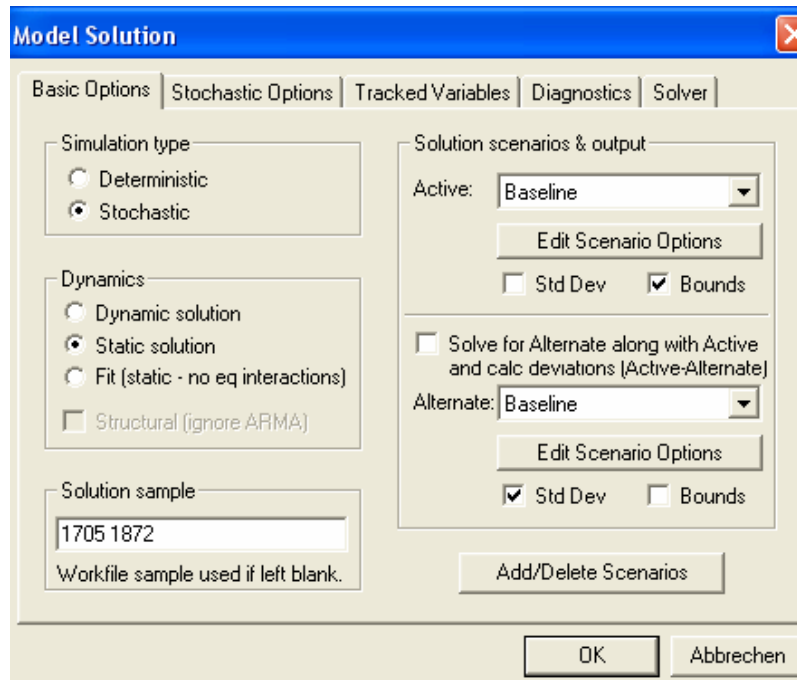 Model Solution
Basic Options
Stochastic Options
Tracked Variables
Diagnostics
Solver
Simulation type
Deterministic
Stochastic
Dynamics
Dynamic solution
Static solution
Fit (static - no eq interactions)
Structural (ignore ARMA)
Solution sample
1705 1872
Workfile sample used if left blank.
Solution scenarios & output
Active: Baseline
Edit Scenario Options
Std Dev Bounds
Solve for Alternate along with Active
and calc deviations (Active-Alternate)
Alternate: Baseline
Edit Scenario Options
Std Dev Bounds
Add/Delete Scenarios
OK
Abbrechen